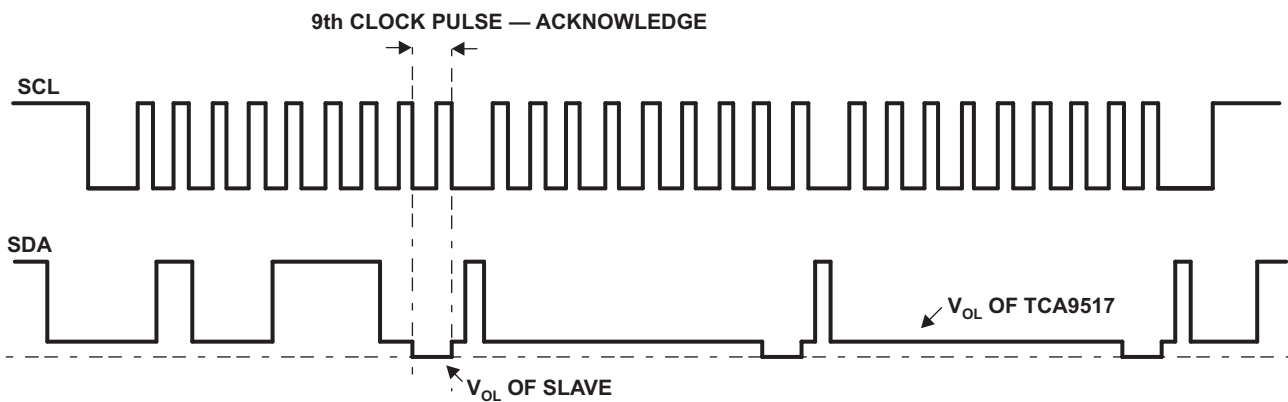 9th CLOCK PULSE — ACKNOWLEDGE
SCL
SDA
VOL OF TCA9517
VOL OF SLAVE